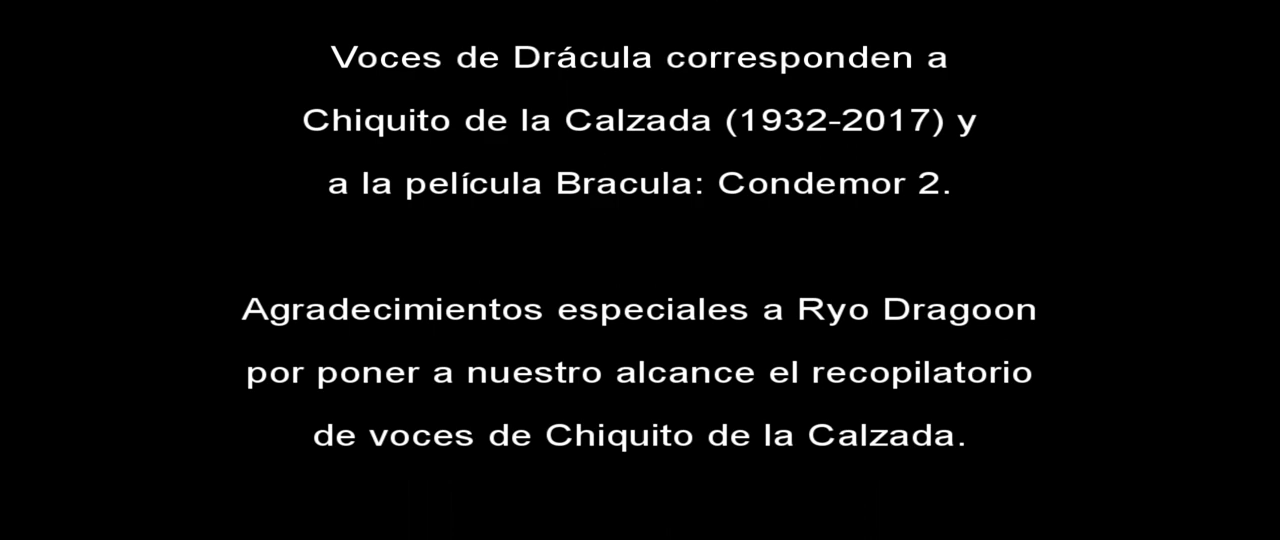 Voces de Drácula corresponden a
Chiquito de la Calzada (1932-2017) y
a la película Bracula: Condemor 2.
Agradecimientos especiales a Ryo Dragoon
por poner a nuestro alcance el recopilatorio
de voces de Chiquito de la Calzada.